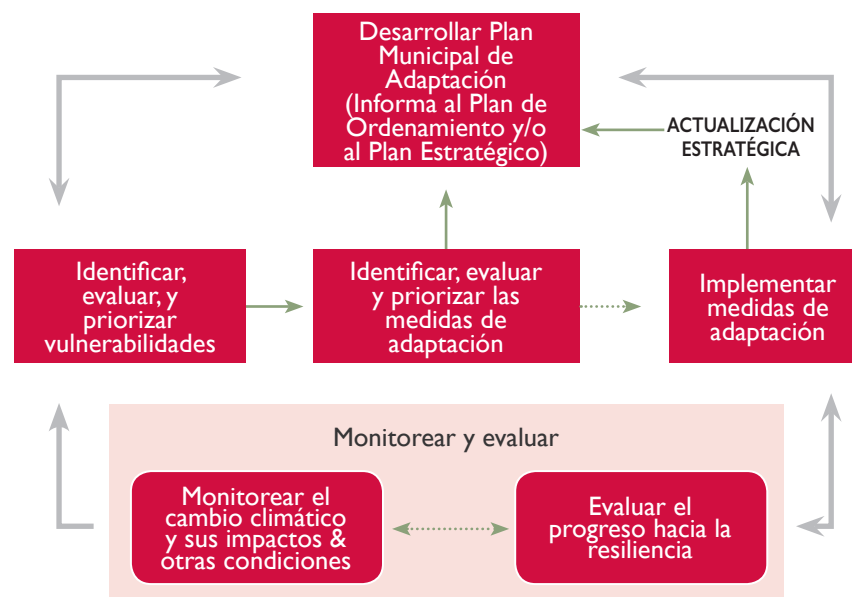 Desarrollar Plan
Municipal de
Adaptación
(Informa al Plan de
Ordenamiento y/o
al Plan Estratégico)
ACTUALIZACIÓN
ESTRATÉGICA
Identificar,
evaluar, y
priorizar
vulnerabilidades
Identificar, evaluar
y priorizar las
medidas de
adaptación
Implementar
medidas de
adaptación
Monitorear y evaluar
Monitorear el
cambio climático
y sus impactos &
otras condiciones
Evaluar el
progreso hacia la
resiliencia